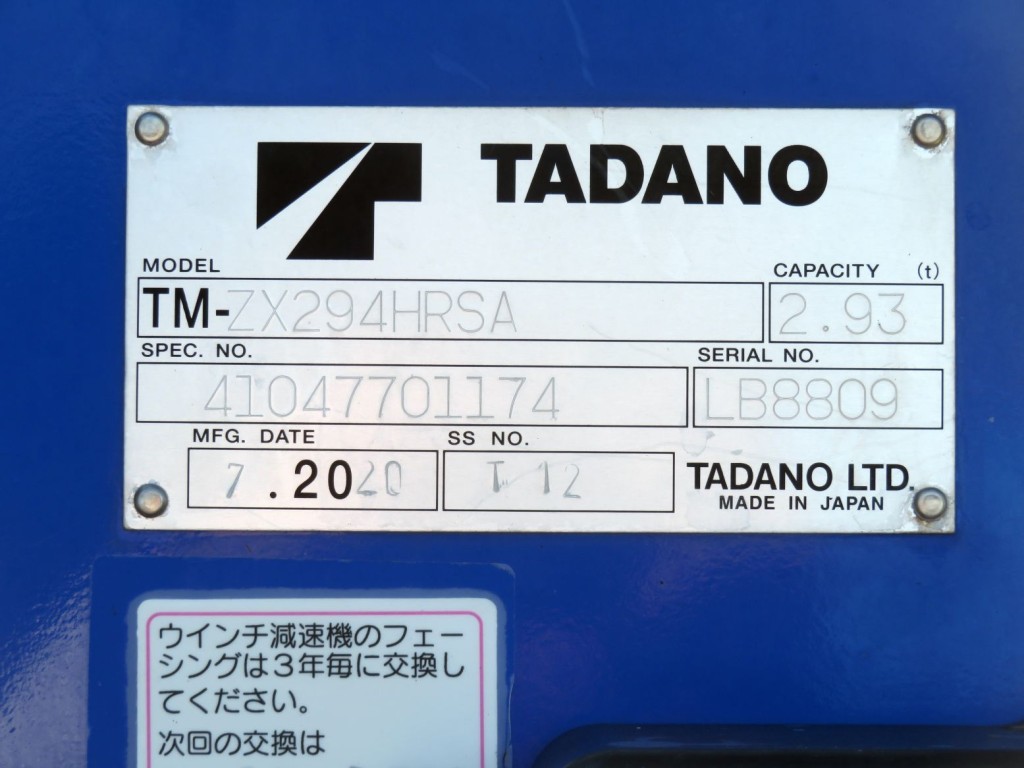 TADANO
MODEL
TM-ZX294HRSA
CAPACITY (t)
2.93
SPEC. NO.
41047701174
SERIAL NO.
LB8809
MFG. DATE
7 .2020
SS NO.
T 12
TADANO LTD.
MADE IN JAPAN
ウインチ減速機のフェー
シングは3年毎に交換し
てください。
次回の交換は